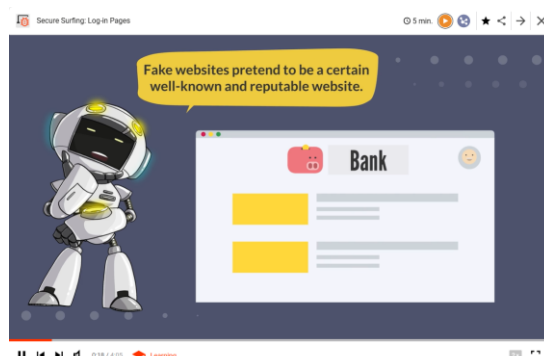 Secure Surfing: Log-in Pages
5 min.
Fake websites pretend to be a certain
well-known and reputable website.
Bank
Learning